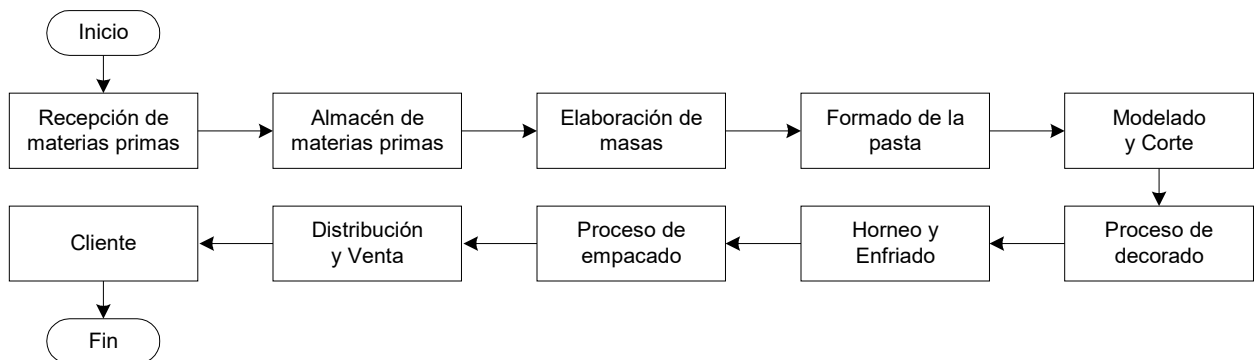 Inicio
Recepción de
materias primas
Almacén de
materias primas
Elaboración de
masas
Formado de la
pasta
Modelado
y Corte
Proceso de
decorado
Horneo y
Enfriado
Proceso de
empacado
Distribución
y Venta
Cliente
Fin